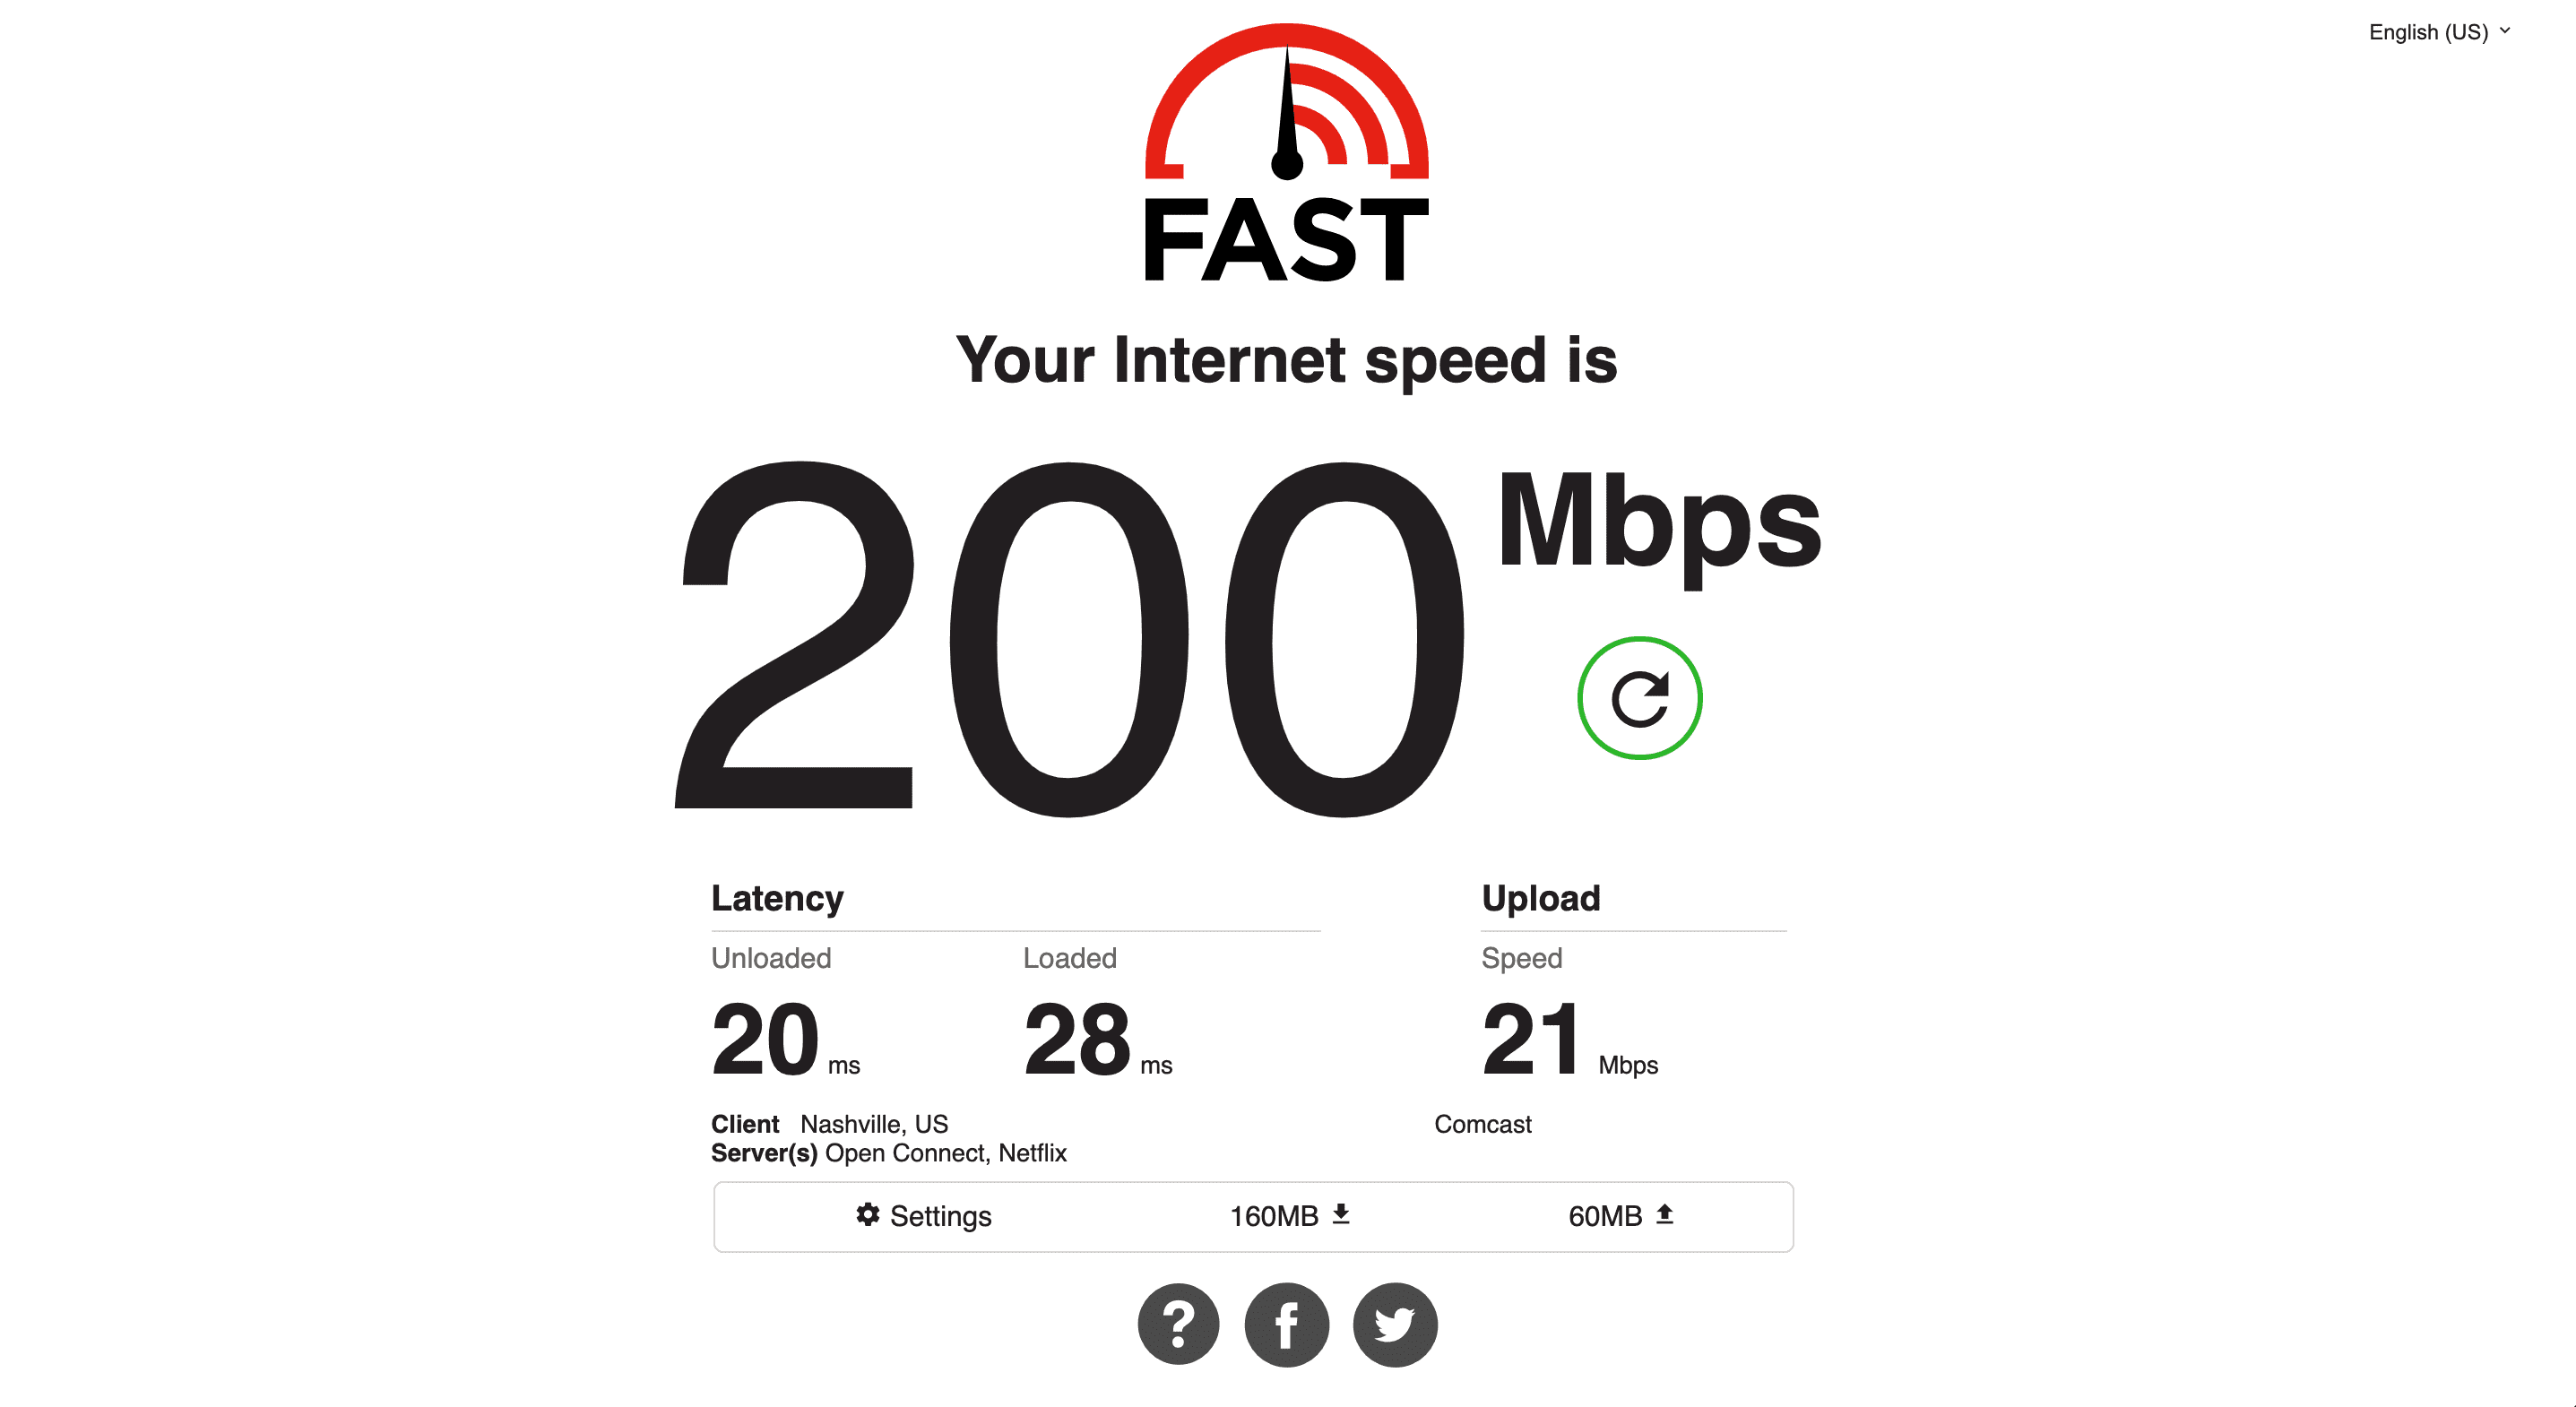 English (US)
FAST
Your Internet speed is
200 Mbps
Latency
Upload
Unloaded
Loaded
Speed
20 ms
28 ms
21 Mbps
Client Nashville, US
Comcast
Server(s) Open Connect, Netflix
Settings
160MB
60MB
?
f